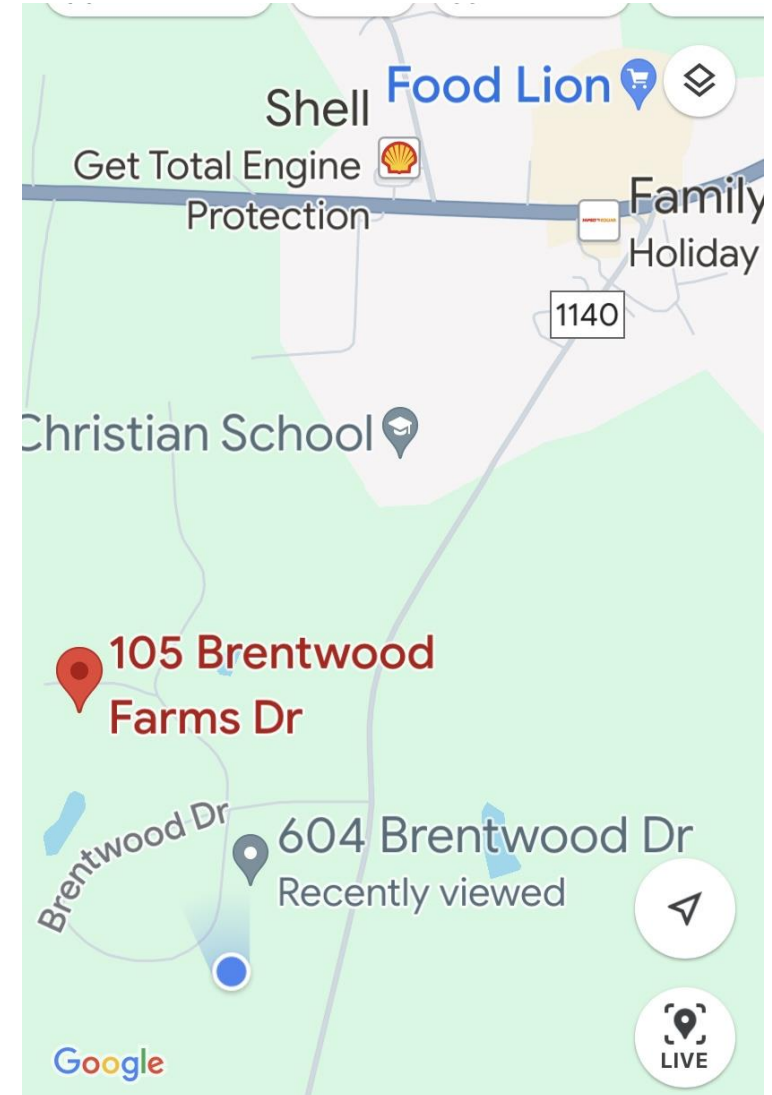 Food Lion
Shell
Get Total Engine
Protection
Family
Holiday
1140
Christian School
105 Brentwood
Farms Dr
Brentwood Dr
604 Brentwood Dr
Recently viewed
LIVE
Google